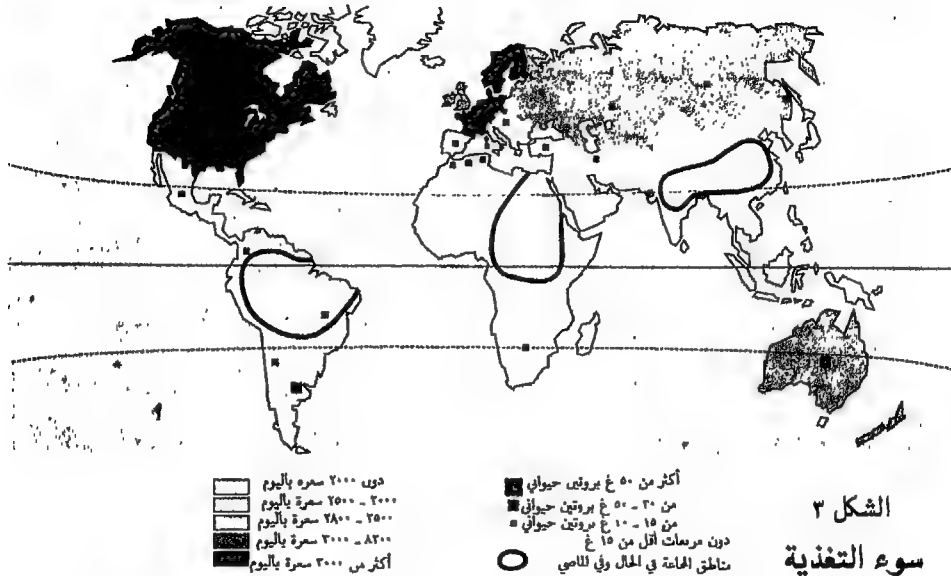 الشكل ٣
سوء التغذية
أكثر من ٥٠ غ بروتين حيواني
من ٣٠ - ٥٠ غ بروتين حيواني
من ١٥ - ١٠ غ بروتين حيواني
دون مربعات أقل من ١٥ غ
مناطق المجاعة في الحال وفي الماضي
دون ٢٠٠٠ سعره باليوم
٢٠٠٠ - ٢٥٠٠ سعرة باليوم
٢٥٠٠ - ٢٨٠٠ سعرة باليوم
٨٣٠٠ - ٣٠٠٠ سعرة باليوم
أكثر من ٣٠٠٠ سعرة باليوم